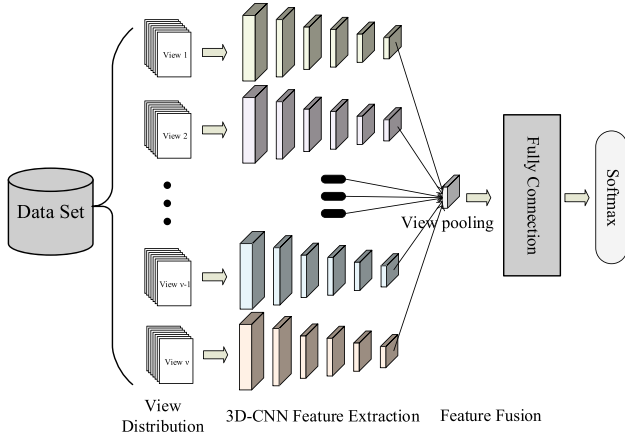 View 1
View 2
Data Set
View pooling
Fully Connection
Softmax
View v-1
View v
View
Distribution
3D-CNN Feature Extraction
Feature Fusion